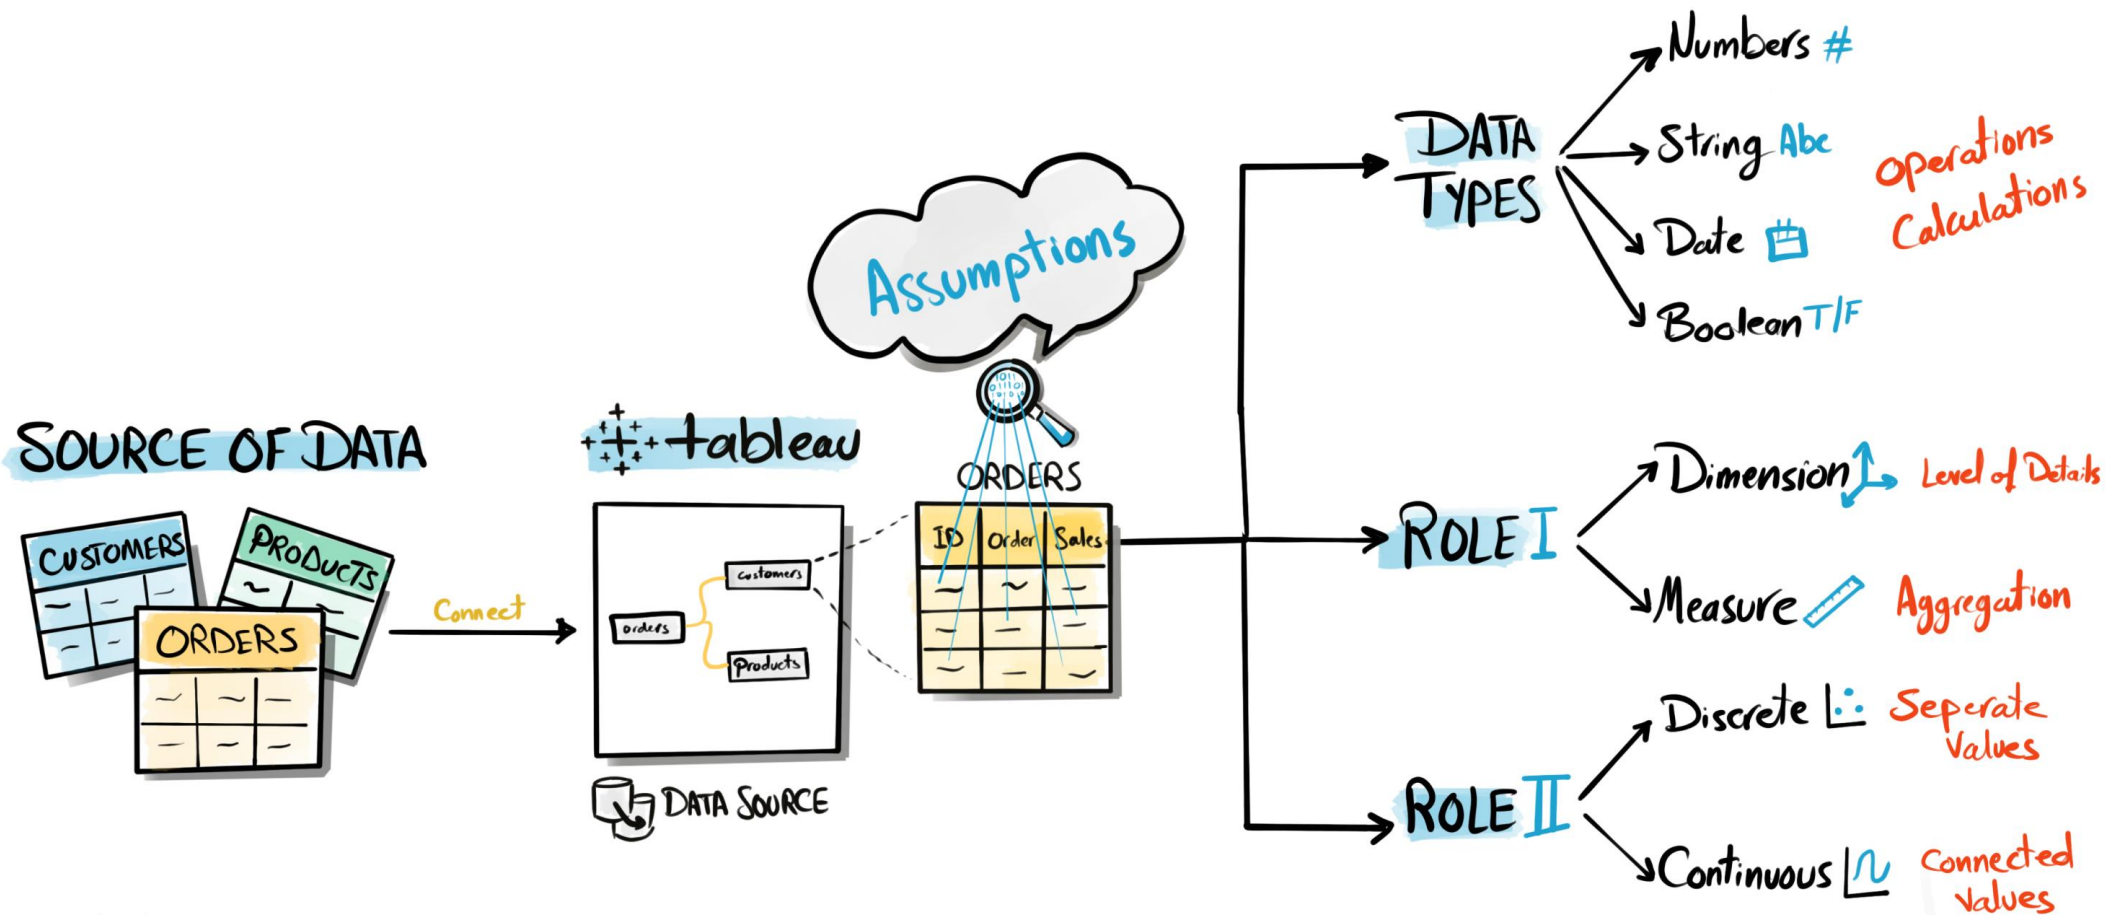 SOURCE OF DATA
CUSTOMERS
PRODUCTS
ORDERS
Connect
tableau
orders
customers
Products
DATA SOURCE
Assumptions
1011
01110
ORDERS
ID Order Sales
DATA
TYPES
Numbers #
String Abc
Date
Boolean T/F
Operations
Calculations
ROLE I
Dimension
Level of Details
Measure
Aggregation
ROLE II
Discrete
Seperate
Values
Continuous
Connected
Values